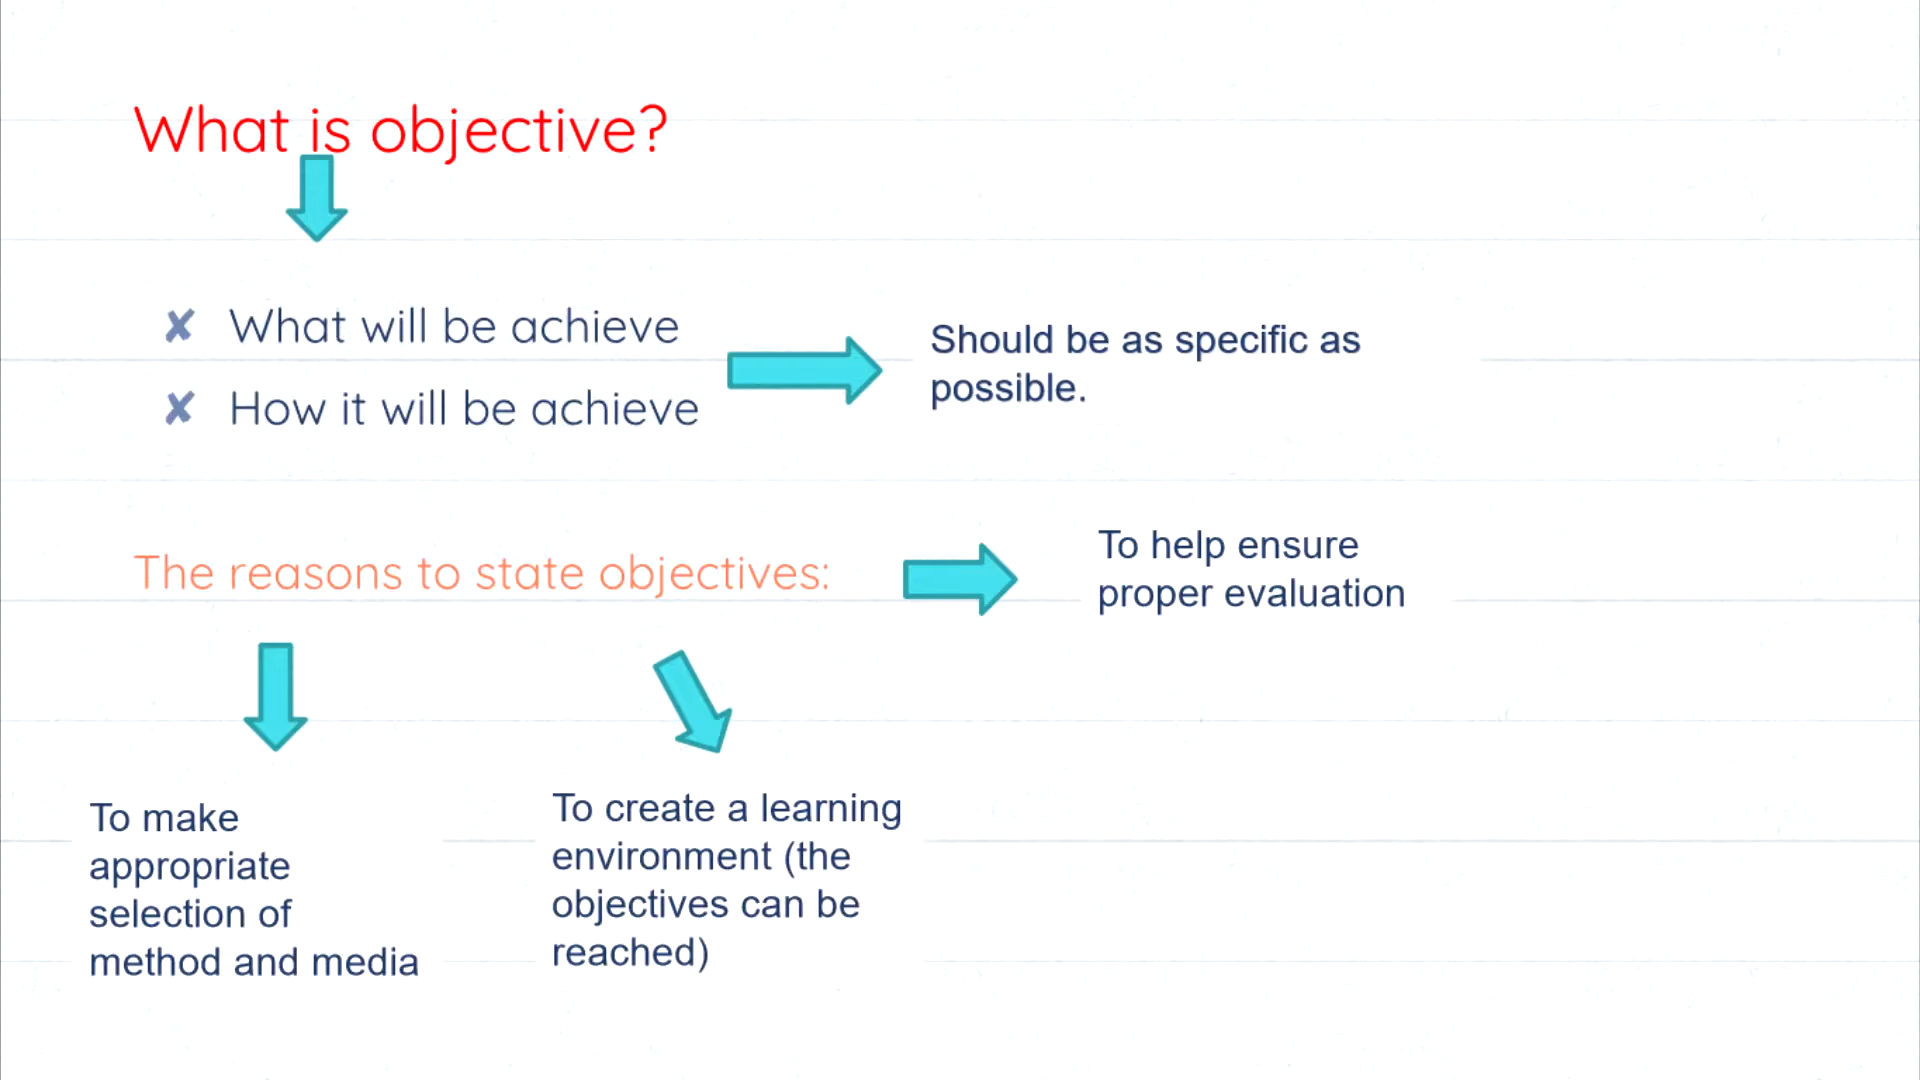 What is objective?
✘ What will be achieve
✘ How it will be achieve
Should be as specific as
possible.
The reasons to state objectives:
To help ensure
proper evaluation
To make
appropriate
selection of
method and media
To create a learning
environment (the
objectives can be
reached)